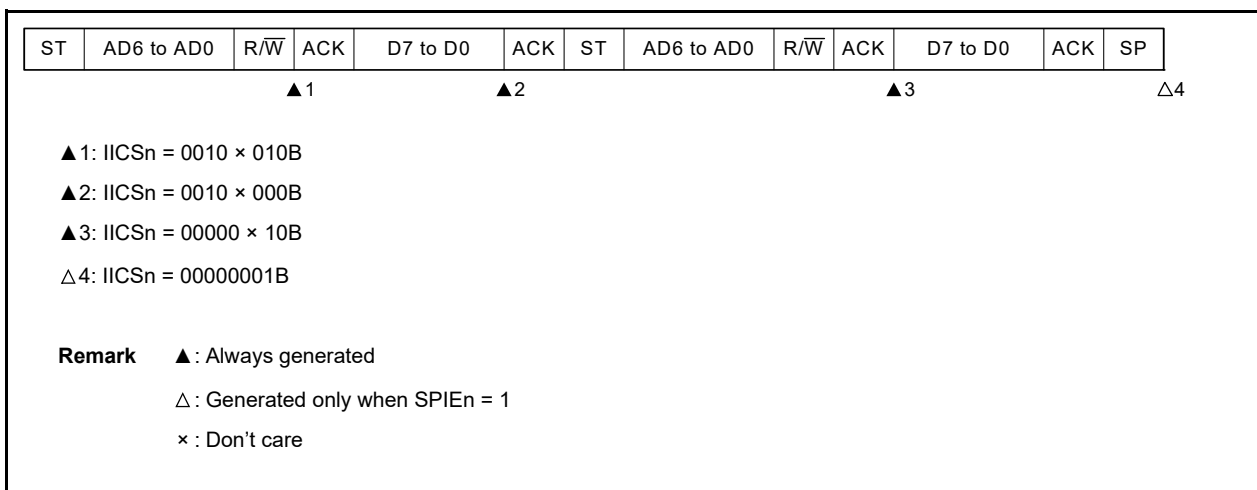 ST AD6 to AD0 R/W̅ ACK D7 to D0 ACK ST AD6 to AD0 R/W̅ ACK D7 to D0 ACK SP
▲1 ▲2 ▲3 △4
▲1: IICSn = 0010 × 010B
▲2: IICSn = 0010 × 000B
▲3: IICSn = 00000 × 10B
△4: IICSn = 00000001B
Remark ▲: Always generated
△: Generated only when SPIEn = 1
×: Don't care